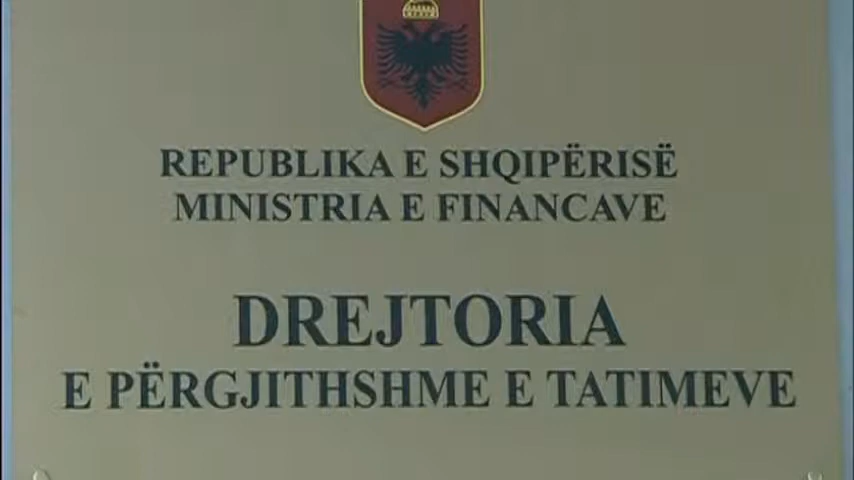 REPUBLIKA E SHQIPËRISË
MINISTRIA E FINANCAVE
DREJTORIA
E PËRGJITHSHME E TATIMEVE